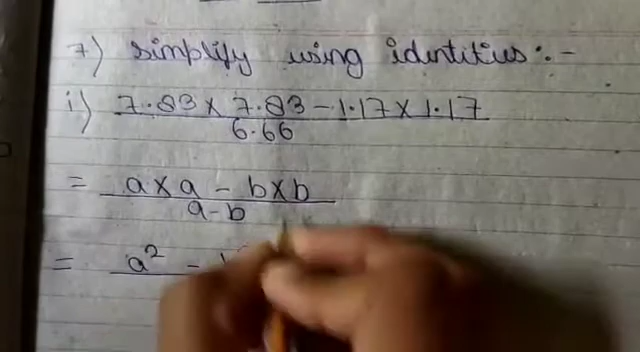 7) simplify using identities :-
i) 7.83 x 7.83 - 1.17 x 1.17
6.66
= a x a - b x b
a - b
= a² -